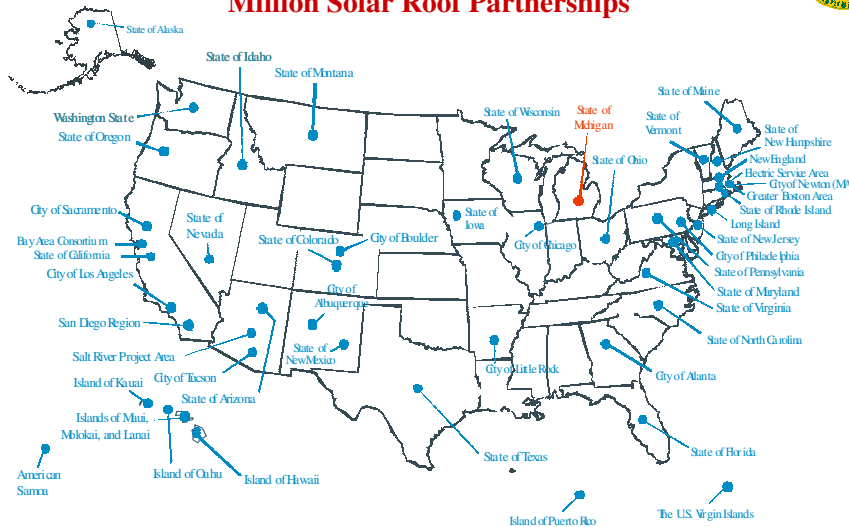 Million Solar Roof Partnerships
State of Alaska
State of Idaho
State of Montana
Washington State
State of Oregon
State of Wisconsin
State of
Michigan
State of Ohio
State of Maine
State of
Vermont
State of
New Hampshire
New England
Electric Service Area
City of Newton (MA
Greater Boston Area
State of Rhode Island
Long Island
State of New Jersey
City of Philadelphia
State of Pennsylvania
State of Maryland
State of Virginia
State of North Carolina
City of Sacramento
Bay Area Consortium
State of California
City of Los Angeles
San Diego Region
State of
Nevada
State of Colorado
City of Boulder
State of
Iowa
City of Chicago
City of
Albuquerque
State of
New Mexico
Salt River Project Area
City of Tucson
State of Arizona
City of Little Rock
City of Atlanta
State of Florida
State of Texas
Island of Kauai
Islands of Maui,
Molokai, and Lanai
Island of Oahu
Island of Hawaii
American
Samoa
Island of Puerto Rico
The U.S. Virgin Islands